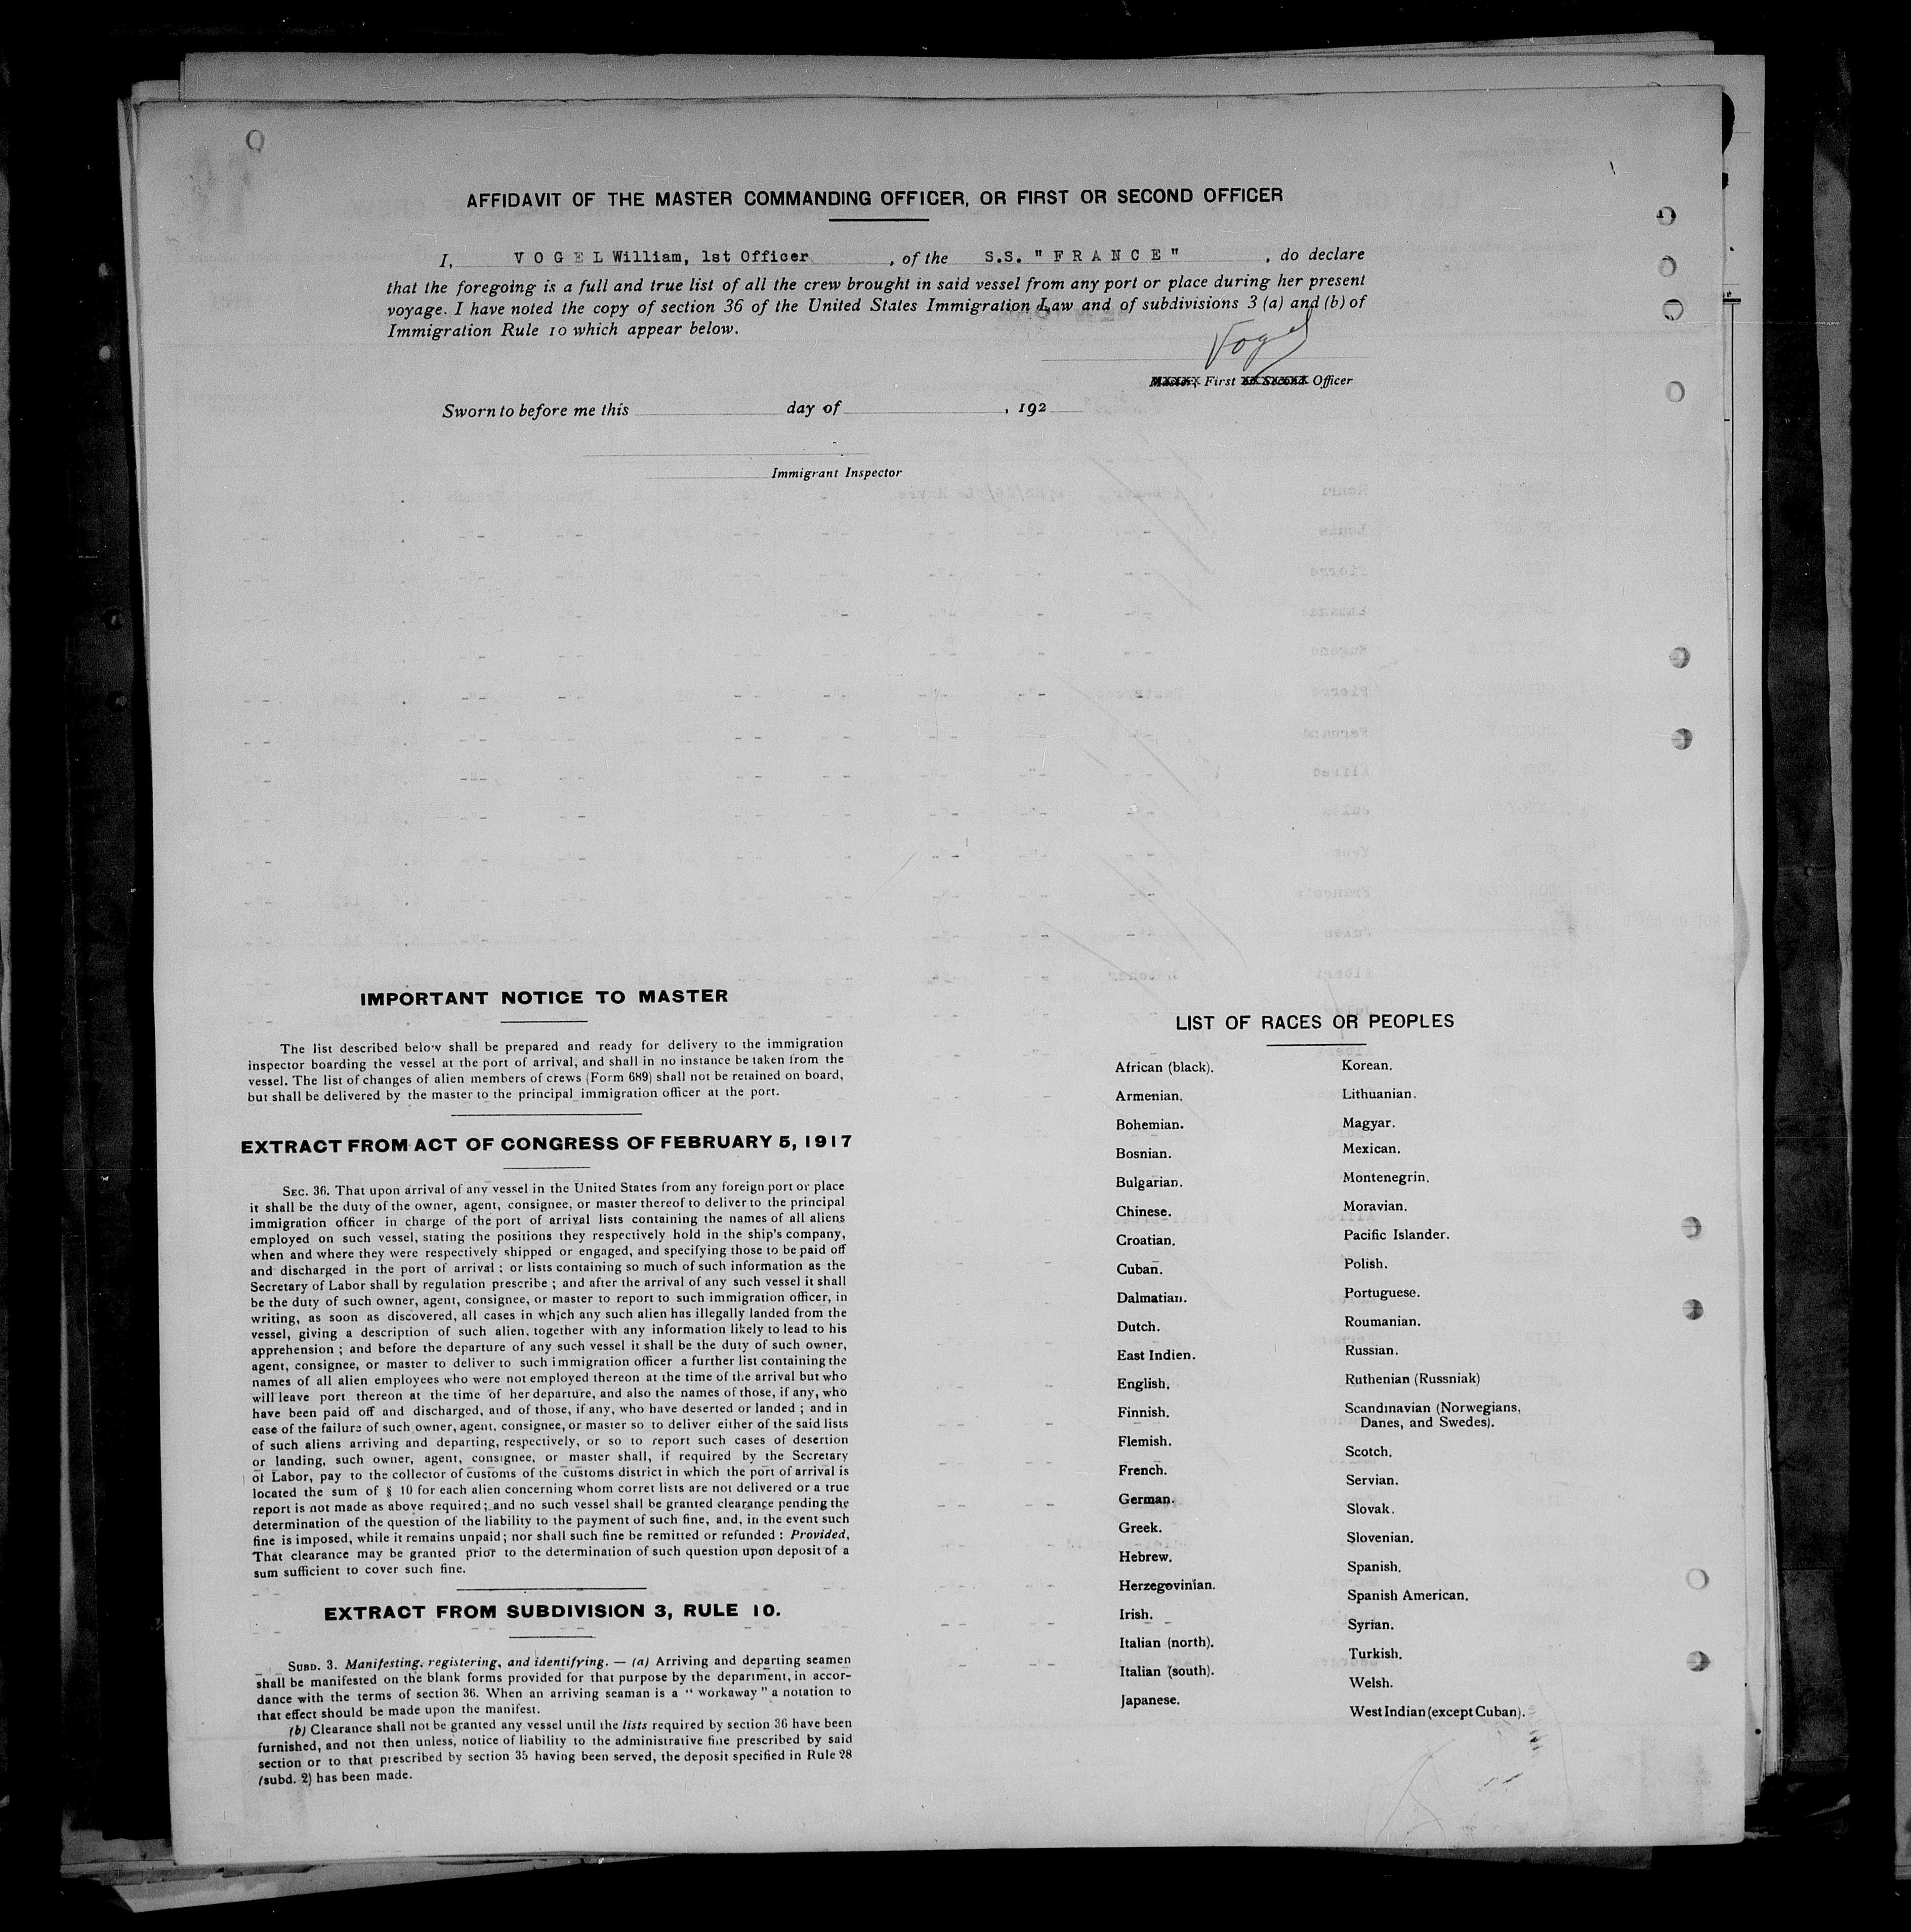 AFFIDAVIT OF THE MASTER COMMANDING OFFICER, OR FIRST OR SECOND OFFICER
I, VOGEL William, 1st Officer , of the S.S. "FRANCE" , do declare
that the foregoing is a full and true list of all the crew brought in said vessel from any port or place during her present
voyage. I have noted the copy of section 36 of the United States Immigration Law and of subdivisions 3 (a) and (b) of
Immigration Rule 10 which appear below.
Vogel
Master, First or Second Officer
Sworn to before me this day of , 192
Immigrant Inspector
IMPORTANT NOTICE TO MASTER
The list described below shall be prepared and ready for delivery to the immigration
inspector boarding the vessel at the port of arrival, and shall in no instance be taken from the
vessel. The list of changes of alien members of crews (Form 689) shall not be retained on board,
but shall be delivered by the master to the principal immigration officer at the port.
EXTRACT FROM ACT OF CONGRESS OF FEBRUARY 5, 1917
SEC. 36. That upon arrival of any vessel in the United States from any foreign port or place
it shall be the duty of the owner, agent, consignee, or master thereof to deliver to the principal
immigration officer in charge of the port of arrival lists containing the names of all aliens
employed on such vessel, stating the positions they respectively hold in the ship's company,
when and where they were respectively shipped or engaged, and specifying those to be paid off
and discharged in the port of arrival ; or lists containing so much of such information as the
Secretary of Labor shall by regulation prescribe ; and after the arrival of any such vessel it shall
be the duty of such owner, agent, consignee, or master to report to such immigration officer, in
writing, as soon as discovered, all cases in which any such alien has illegally landed from the
vessel, giving a description of such alien, together with any information likely to lead to his
apprehension ; and before the departure of any such vessel it shall be the duty of such owner,
agent, consignee, or master to deliver to such immigration officer a further list containing the
names of all alien employees who were not employed thereon at the time of the arrival but who
will leave port thereon at the time of her departure, and also the names of those, if any, who
have been paid off and discharged, and of those, if any, who have deserted or landed ; and in
case of the failure of such owner, agent, consignee, or master so to deliver either of the said lists
of such aliens arriving and departing, respectively, or so to report such cases of desertion
or landing, such owner, agent, consignee, or master shall, if required by the Secretary
of Labor, pay to the collector of customs of the customs district in which the port of arrival is
located the sum of § 10 for each alien concerning whom corret lists are not delivered or a true
report is not made as above required ; and no such vessel shall be granted clearance pending the
determination of the question of the liability to the payment of such fine, and, in the event such
fine is imposed, while it remains unpaid ; nor shall such fine be remitted or refunded : Provided,
That clearance may be granted prior to the determination of such question upon deposit of a
sum sufficient to cover such fine.
EXTRACT FROM SUBDIVISION 3, RULE 10.
SUBD. 3. Manifesting, registering, and identifying. — (a) Arriving and departing seamen
shall be manifested on the blank forms provided for that purpose by the department, in accor-
dance with the terms of section 36. When an arriving seaman is a " workaway " a notation to
that effect should be made upon the manifest.
(b) Clearance shall not be granted any vessel until the lists required by section 36 have been
furnished, and not then unless, notice of liability to the administrative fine prescribed by said
section or to that prescribed by section 35 having been served, the deposit specified in Rule 28
(subd. 2) has been made.
LIST OF RACES OR PEOPLES
African (black).
Armenian.
Bohemian.
Bosnian.
Bulgarian.
Chinese.
Croatian.
Cuban.
Dalmatian.
Dutch.
East Indien.
English.
Finnish.
Flemish.
French.
German.
Greek.
Hebrew.
Herzegovinian.
Irish.
Italian (north).
Italian (south).
Japanese.
Korean.
Lithuanian.
Magyar.
Mexican.
Montenegrin.
Moravian.
Pacific Islander.
Polish.
Portuguese.
Roumanian.
Russian.
Ruthenian (Russniak)
Scandinavian (Norwegians,
Danes, and Swedes).
Scotch.
Servian.
Slovak.
Slovenian.
Spanish.
Spanish American.
Syrian.
Turkish.
Welsh.
West Indian (except Cuban).